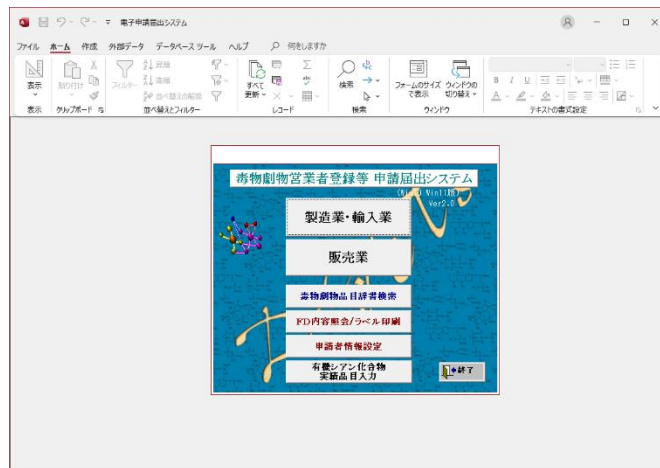 電子申請届出システム
ファイル ホーム 作成 外部データ データベース ツール ヘルプ 何をしますか
表示 貼り付け フィルター 昇順 降順 並べ替えの解除 すべて更新 検索 フォームのサイズで表示 ウィンドウの切り替え
B I U
表示 クリップボード 並べ替えとフィルター レコード 検索 ウィンドウ テキストの書式設定
毒物劇物営業者登録等 申請届出システム
Ver2.0
製造業・輸入業
販売業
毒物劇物品目辞書検索
FD内容照会/ラベル印刷
申請者情報設定
有機シアン化合物
実績品目入力
終了